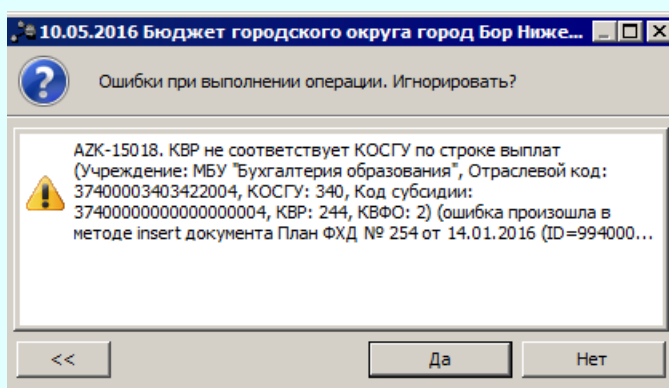 10.05.2016 Бюджет городского округа город Бор Ниже...
Ошибки при выполнении операции. Игнорировать?
AZK-15018. КВР не соответствует КОСГУ по строке выплат
(Учреждение: МБУ "Бухгалтерия образования", Отраслевой код:
37400003403422004, КОСГУ: 340, Код субсидии:
37400000000000000004, КВР: 244, КВФО: 2) (ошибка произошла в
методе insert документа План ФХД № 254 от 14.01.2016 (ID=994000...
<< Да Нет